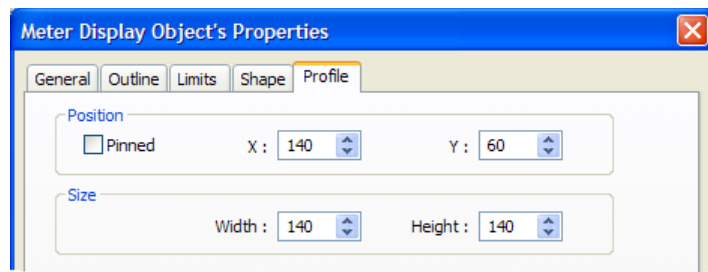 Meter Display Object's Properties
General Outline Limits Shape Profile
Position
Pinned X : 140 Y : 60
Size
Width : 140 Height : 140